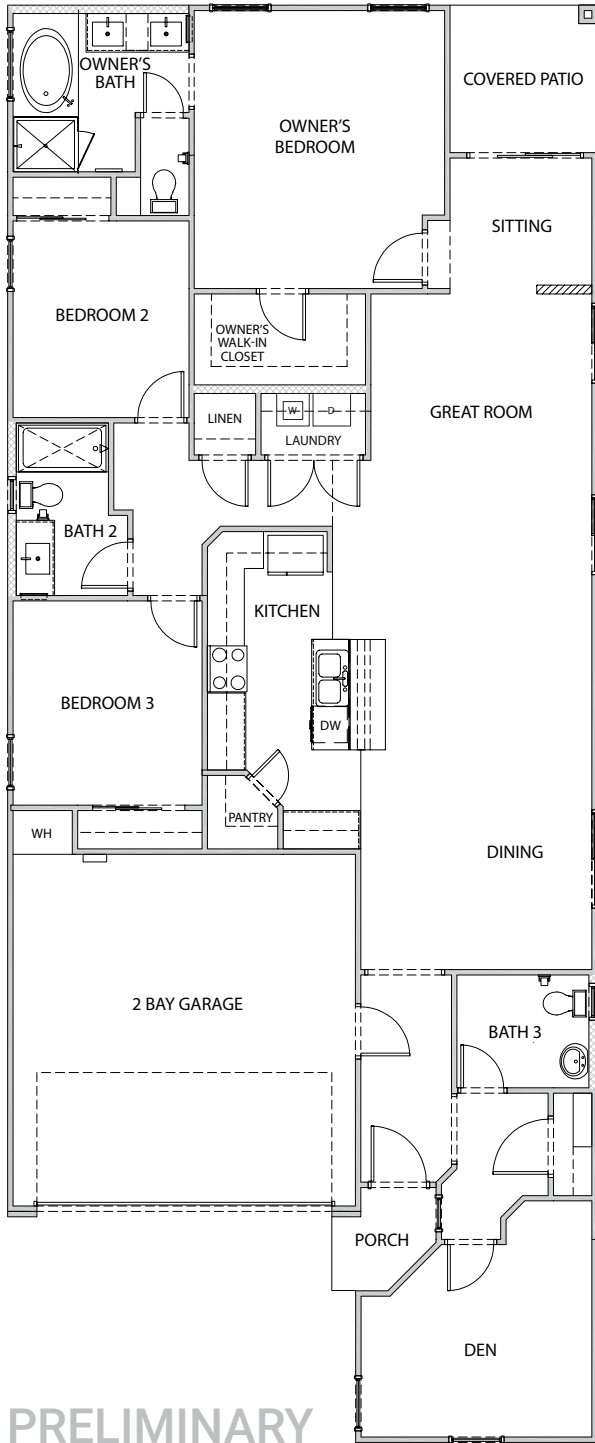 OWNER'S
BATH
COVERED PATIO
OWNER'S
BEDROOM
SITTING
BEDROOM 2
OWNER'S
WALK-IN
CLOSET
GREAT ROOM
W
D
LINEN
LAUNDRY
BATH 2
KITCHEN
BEDROOM 3
DW
PANTRY
WH
DINING
2 BAY GARAGE
BATH 3
PORCH
DEN
PRELIMINARY